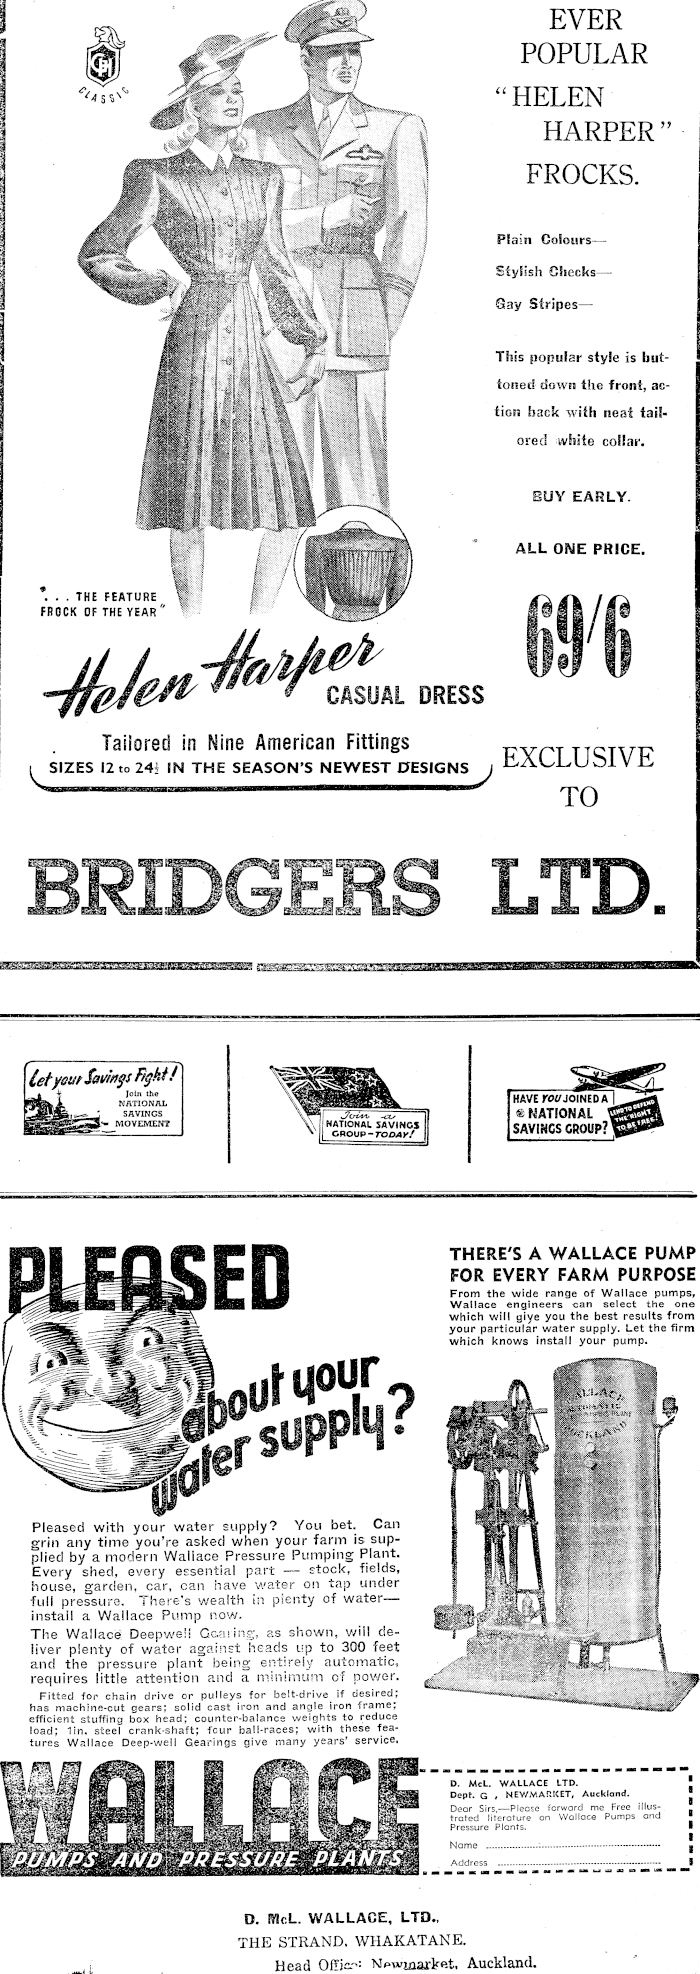 CLASSIC
EVER
POPULAR
"HELEN
HARPER"
FROCKS.
Plain Colours—
Stylish Checks—
Gay Stripes—
This popular style is but-
toned down the front, ac-
tion back with neat tail-
ored white collar.
BUY EARLY.
ALL ONE PRICE.
69/6
EXCLUSIVE
TO
". . . THE FEATURE
FROCK OF THE YEAR"
Helen Harper
CASUAL DRESS
Tailored in Nine American Fittings
SIZES 12 to 24½ IN THE SEASON'S NEWEST DESIGNS
BRIDGERS LTD.
Let your Savings Fight!
Join the
NATIONAL
SAVINGS
MOVEMENT
Join a
NATIONAL SAVINGS
GROUP-TODAY!
HAVE YOU JOINED A
NATIONAL
SAVINGS GROUP?
LEND TO DEFEND
THE RIGHT
TO BE FREE!
PLEASED
about your
water supply?
Pleased with your water supply? You bet. Can
grin any time you're asked when your farm is sup-
plied by a modern Wallace Pressure Pumping Plant.
Every shed, every essential part — stock, fields,
house, garden, car, can have water on tap under
full pressure. There's wealth in plenty of water—
install a Wallace Pump now.
The Wallace Deepwell Gearing, as shown, will de-
liver plenty of water against heads up to 300 feet
and the pressure plant being entirely automatic,
requires little attention and a minimum of power.
Fitted for chain drive or pulleys for belt-drive if desired;
has machine-cut gears; solid cast iron and angle iron frame;
efficient stuffing box head; counter-balance weights to reduce
load; 1in. steel crank-shaft; four ball-races; with these fea-
tures Wallace Deep-well Gearings give many years' service.
THERE'S A WALLACE PUMP
FOR EVERY FARM PURPOSE
From the wide range of Wallace pumps,
Wallace engineers can select the one
which will give you the best results from
your particular water supply. Let the firm
which knows install your pump.
WALLACE
AUTOMATIC
AUCKLAND
WALLACE
PUMPS AND PRESSURE PLANTS
D. McL. WALLACE LTD.
Dept. G , NEWMARKET, Auckland.
Dear Sirs,—Please forward me Free illus-
trated literature on Wallace Pumps and
Pressure Plants.
Name
Address
D. McL. WALLACE, LTD.,
THE STRAND, WHAKATANE.
Head Office: Newmarket, Auckland.